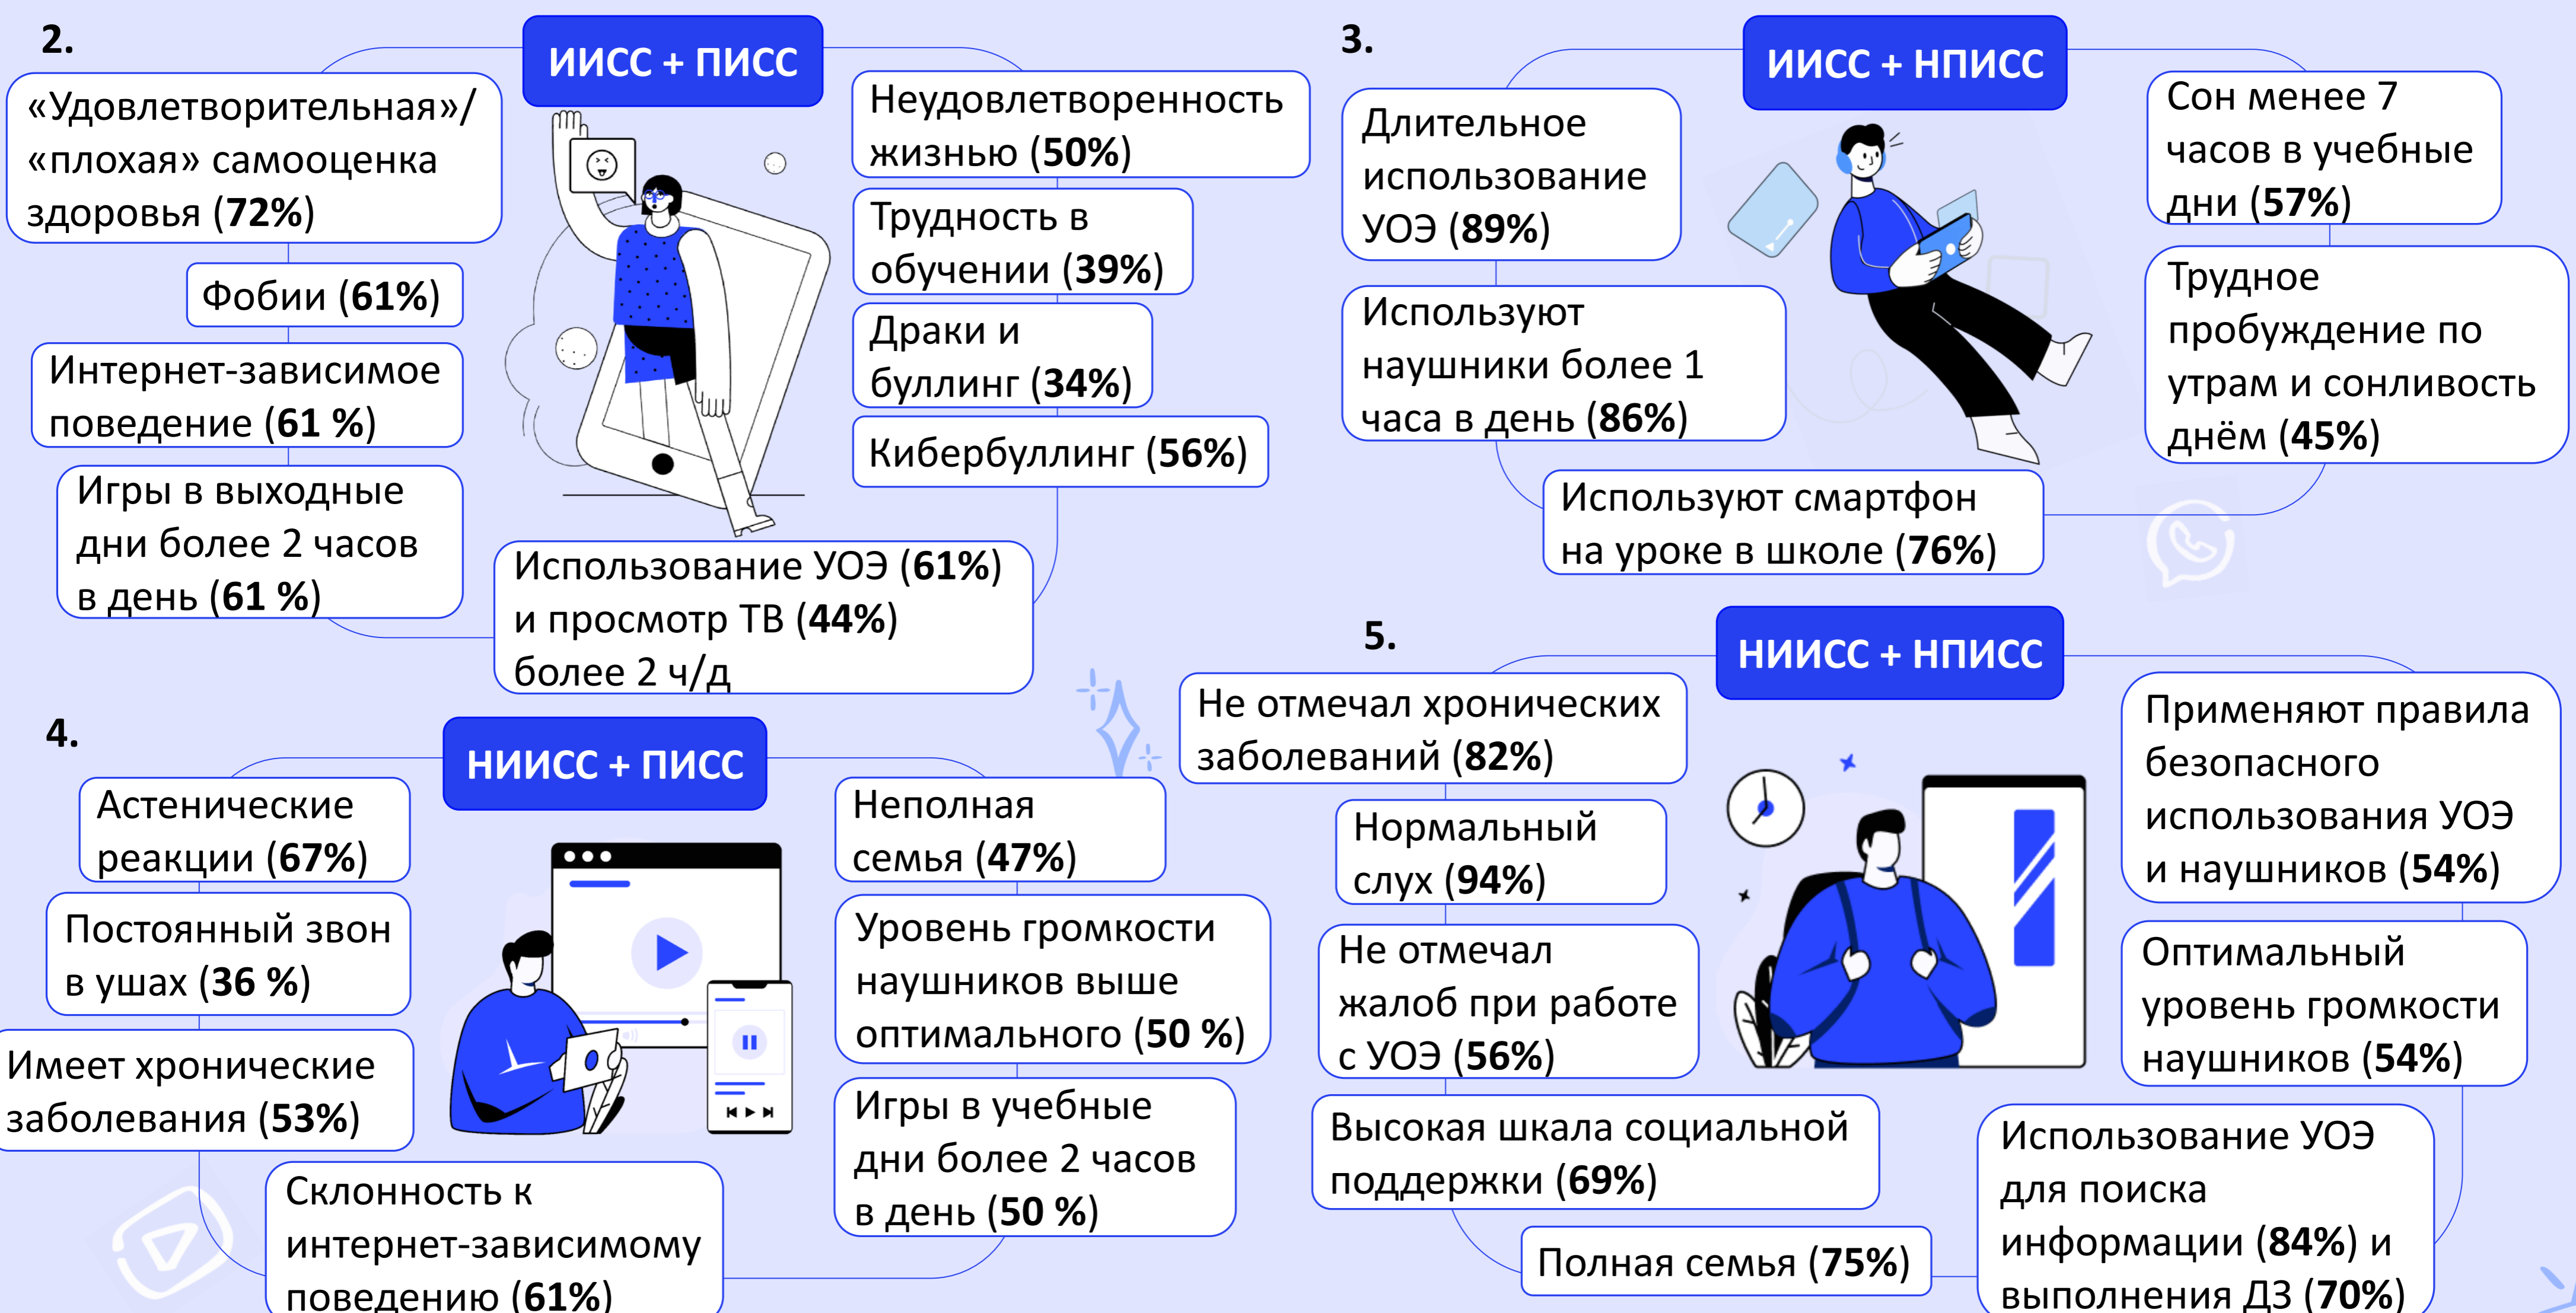 2.
ИИСС + ПИСС
«Удовлетворительная»/
«плохая» самооценка
здоровья (72%)
Фобии (61%)
Интернет-зависимое
поведение (61 %)
Игры в выходные
дни более 2 часов
в день (61 %)
Неудовлетворенность
жизнью (50%)
Трудность в
обучении (39%)
Драки и
буллинг (34%)
Кибербуллинг (56%)
Использование УОЭ (61%)
и просмотр ТВ (44%)
более 2 ч/д
3.
ИИСС + НПИСС
Длительное
использование
УОЭ (89%)
Используют
наушники более 1
часа в день (86%)
Сон менее 7
часов в учебные
дни (57%)
Трудное
пробуждение по
утрам и сонливость
днём (45%)
Используют смартфон
на уроке в школе (76%)
4.
НИИСС + ПИСС
Астенические
реакции (67%)
Постоянный звон
в ушах (36 %)
Имеет хронические
заболевания (53%)
Неполная
семья (47%)
Уровень громкости
наушников выше
оптимального (50 %)
Игры в учебные
дни более 2 часов
в день (50 %)
Склонность к
интернет-зависимому
поведению (61%)
5.
НИИСС + НПИСС
Не отмечал хронических
заболеваний (82%)
Нормальный
слух (94%)
Не отмечал
жалоб при работе
с УОЭ (56%)
Высокая шкала социальной
поддержки (69%)
Полная семья (75%)
Применяют правила
безопасного
использования УОЭ
и наушников (54%)
Оптимальный
уровень громкости
наушников (54%)
Использование УОЭ
для поиска
информации (84%) и
выполнения ДЗ (70%)